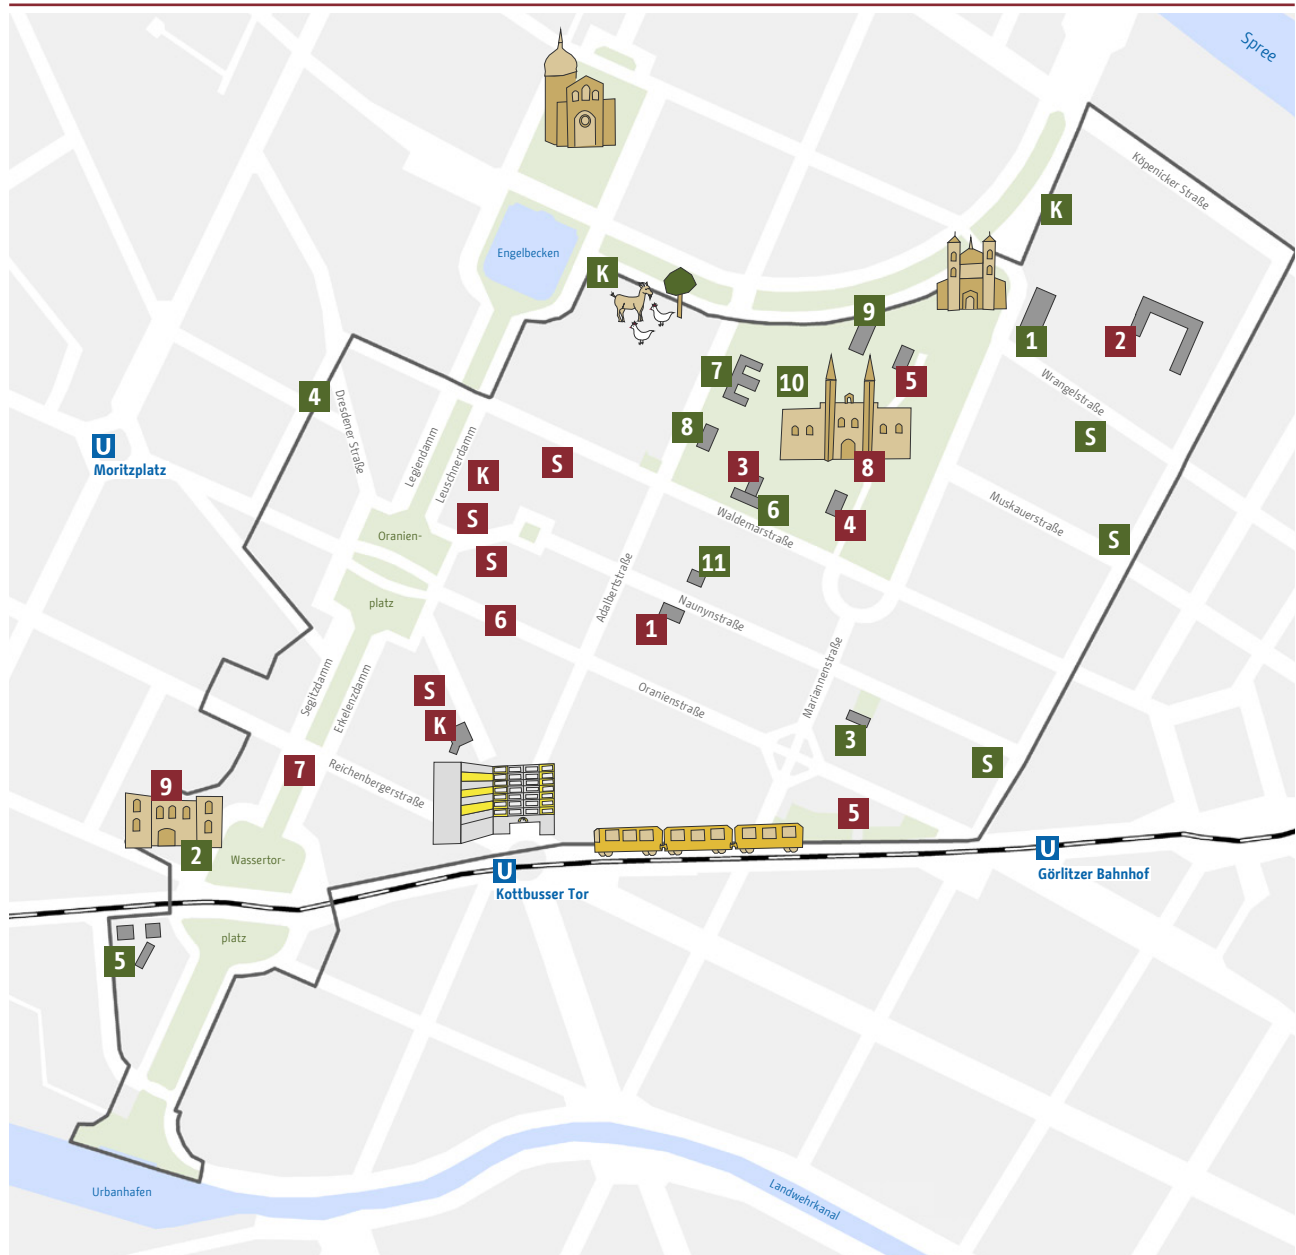 Spree
Köpenicker Straße
K
Engelbecken
K
9
1
2
7
10
5
Wrangelstraße
4
Dresdener Straße
8
S
U
Moritzplatz
Legiendamm
Leuschnerdamm
K
S
3
8
S
6
4
Muskauerstraße
Waldemarstraße
Oranien-
S
S
11
Adalbertstraße
platz
6
1
Naunynstraße
Segitzdamm
Erkelenzdamm
S
K
Oranienstraße
Mariannenstraße
3
S
7
Reichenbergerstraße
9
5
2
Wassertor-
U
Kottbusser Tor
U
Görlitzer Bahnhof
platz
5
Urbanhafen
Landwehrkanal